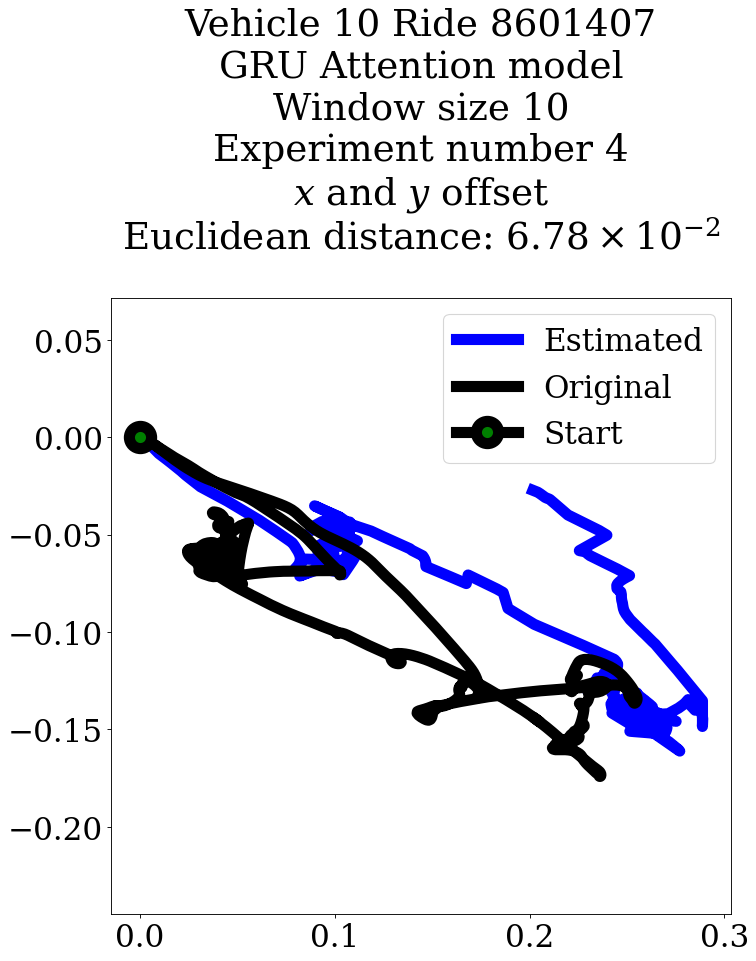 Vehicle 10 Ride 8601407
GRU Attention model
Window size 10
Experiment number 4
x and y offset
Euclidean distance: 6.78 × 10⁻²
Estimated
Original
Start
0.05
0.00
−0.05
−0.10
−0.15
−0.20
0.0 0.1 0.2 0.3